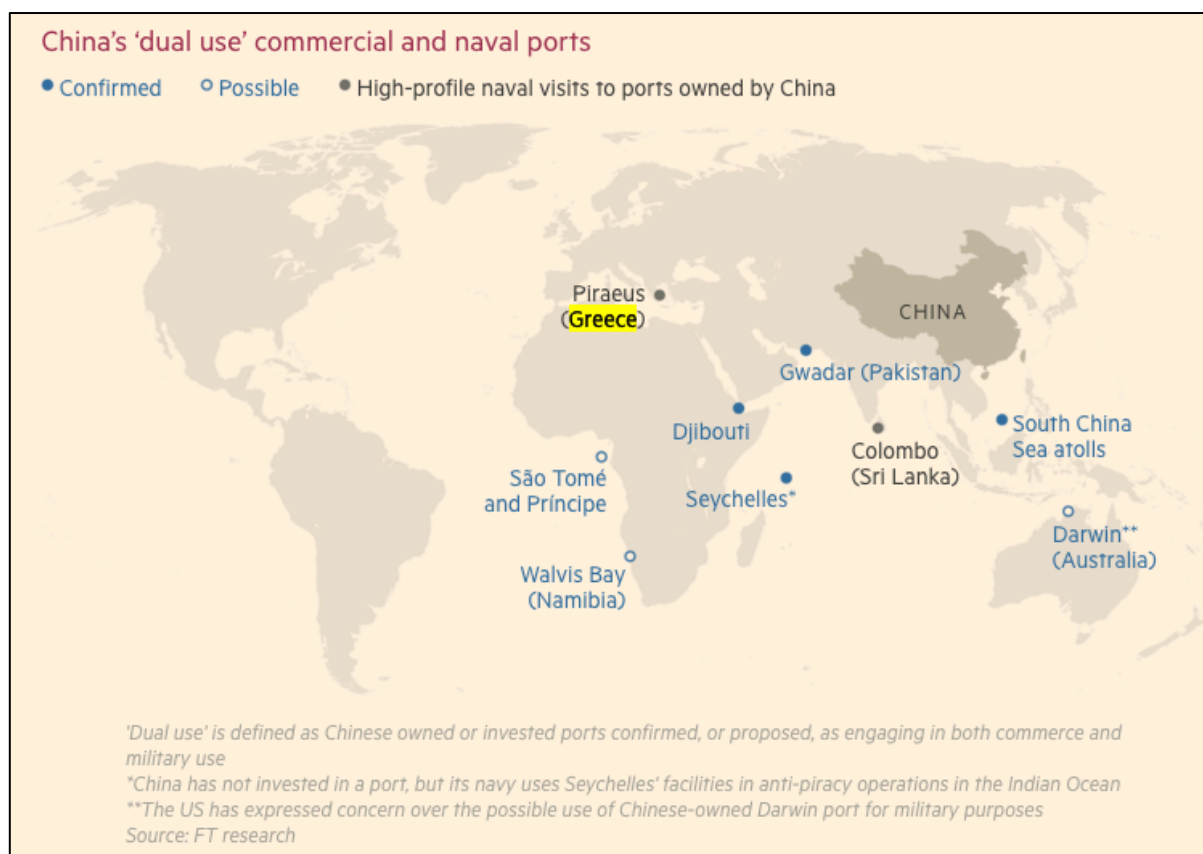 China's ‘dual use’ commercial and naval ports
Confirmed
Possible
High-profile naval visits to ports owned by China
Piraeus
(Greece)
CHINA
Gwadar (Pakistan)
Djibouti
South China
Sea atolls
Colombo
(Sri Lanka)
São Tomé
and Príncipe
Seychelles*
Darwin**
(Australia)
Walvis Bay
(Namibia)
'Dual use' is defined as Chinese owned or invested ports confirmed, or proposed, as engaging in both commerce and
military use
*China has not invested in a port, but its navy uses Seychelles' facilities in anti-piracy operations in the Indian Ocean
**The US has expressed concern over the possible use of Chinese-owned Darwin port for military purposes
Source: FT research